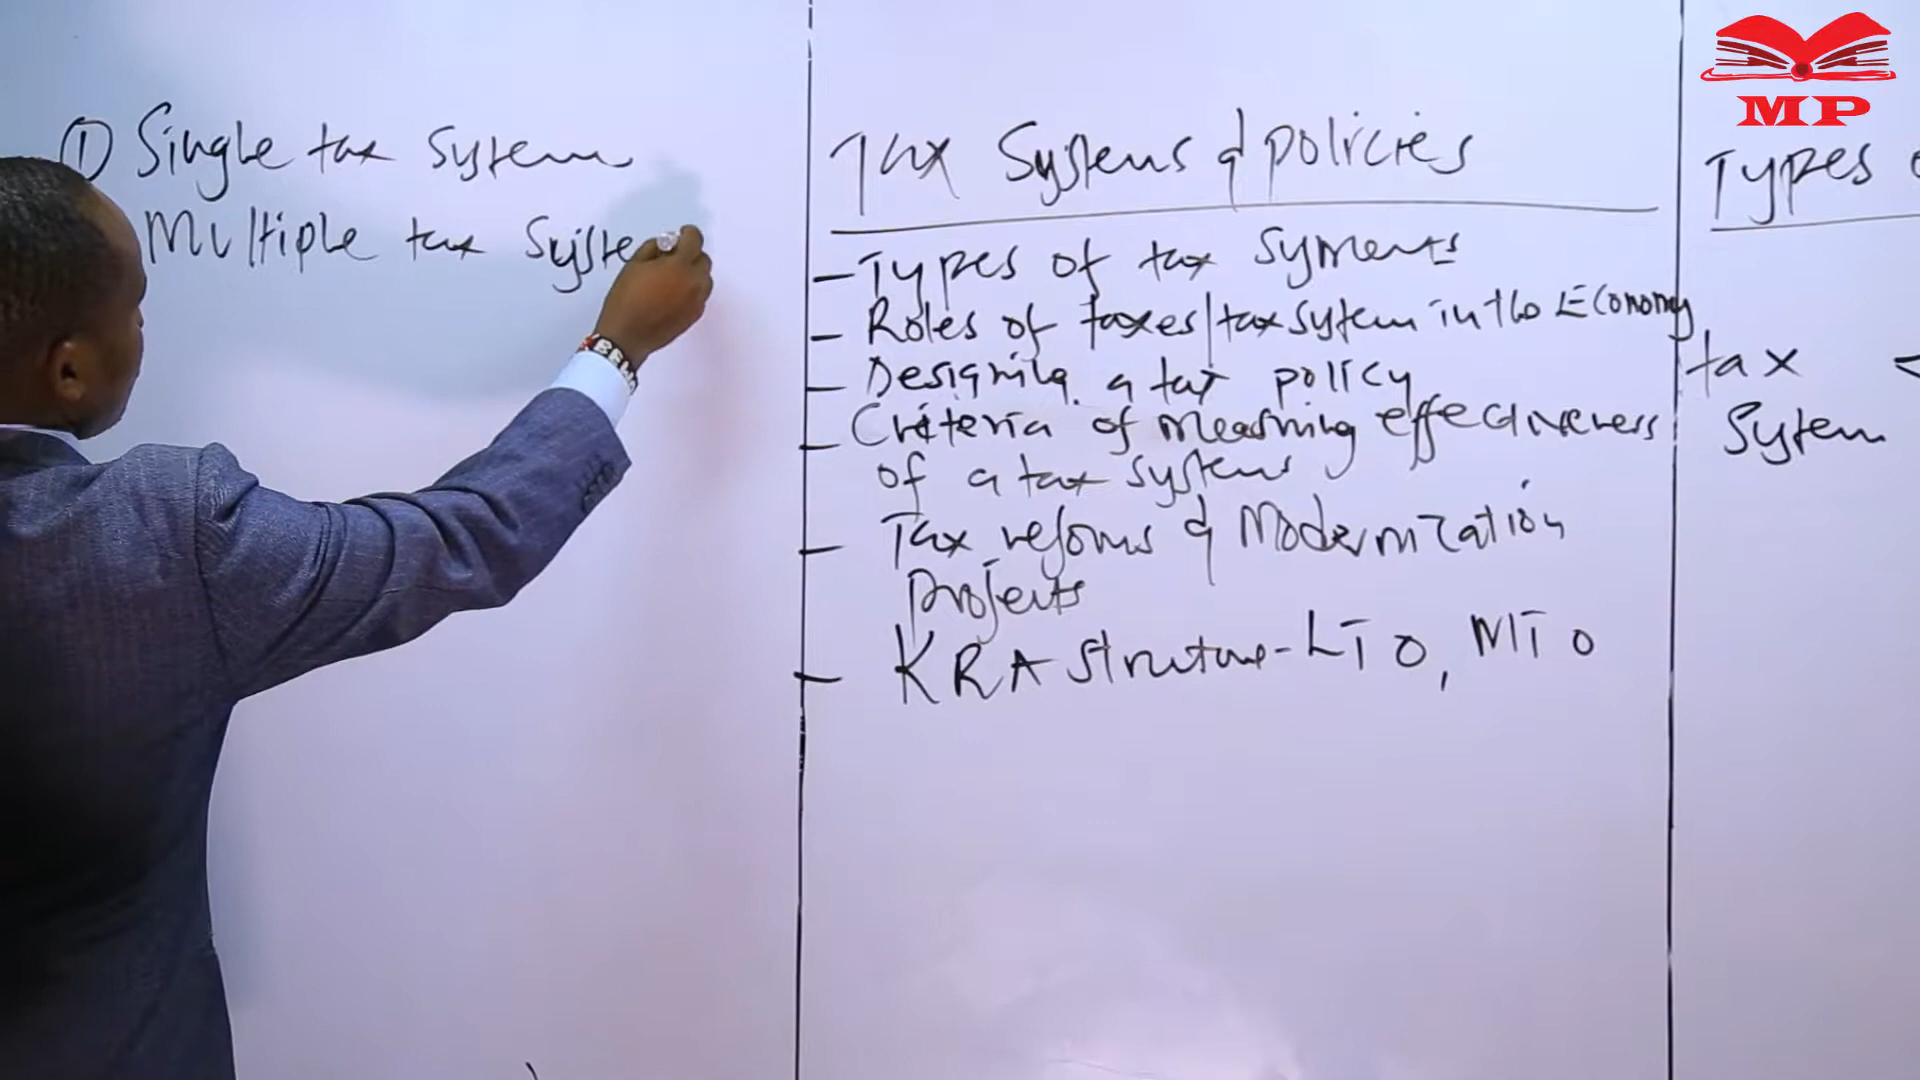 ① Single tax System
Multiple tax Syste
Tax Systems & policies
- Types of tax Syments
- Roles of taxes/tax system in the Economy
- Designing a tax policy
- Criteria of measuring effectiveness
of a tax system
- Tax reforms & Modernization
projects
- KRA Structure - LTO, MTO
Types
tax <
System
MP
BE